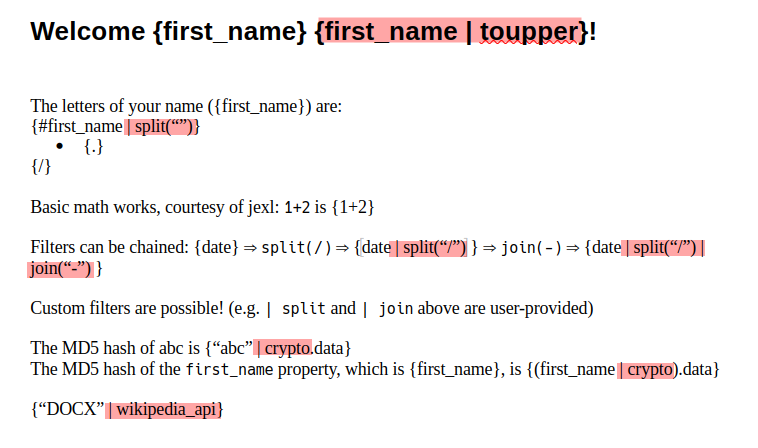 Welcome {first_name} {first_name | toupper}!
The letters of your name ({first_name}) are:
{#first_name | split(“”)}
• {.}
{/}
Basic math works, courtesy of jexl: 1+2 is {1+2}
Filters can be chained: {date} ⇒ split(/) ⇒ {date | split(“/”) } ⇒ join(-) ⇒ {date | split(“/”) |
join(“-”) }
Custom filters are possible! (e.g. | split and | join above are user-provided)
The MD5 hash of abc is {“abc” | crypto.data}
The MD5 hash of the first_name property, which is {first_name}, is {(first_name | crypto).data}
{“DOCX” | wikipedia_api}